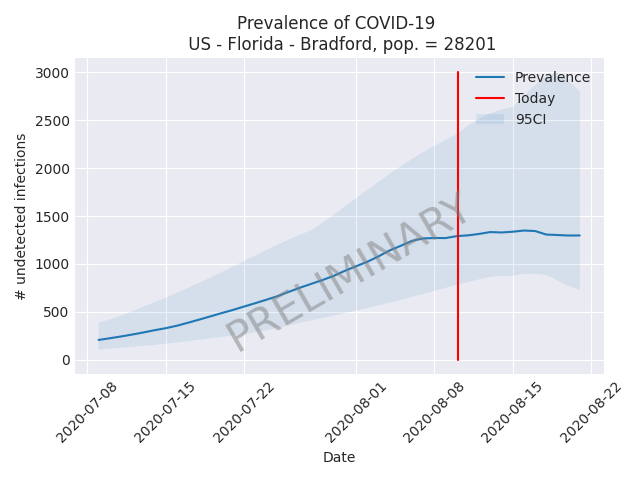 Prevalence of COVID-19
US - Florida - Bradford, pop. = 28201
3000
2500
2000
1500
1000
500
0
# undetected infections
Prevalence
Today
95CI
PRELIMINARY
2020-07-08
2020-07-15
2020-07-22
2020-08-01
2020-08-08
2020-08-15
2020-08-22
Date